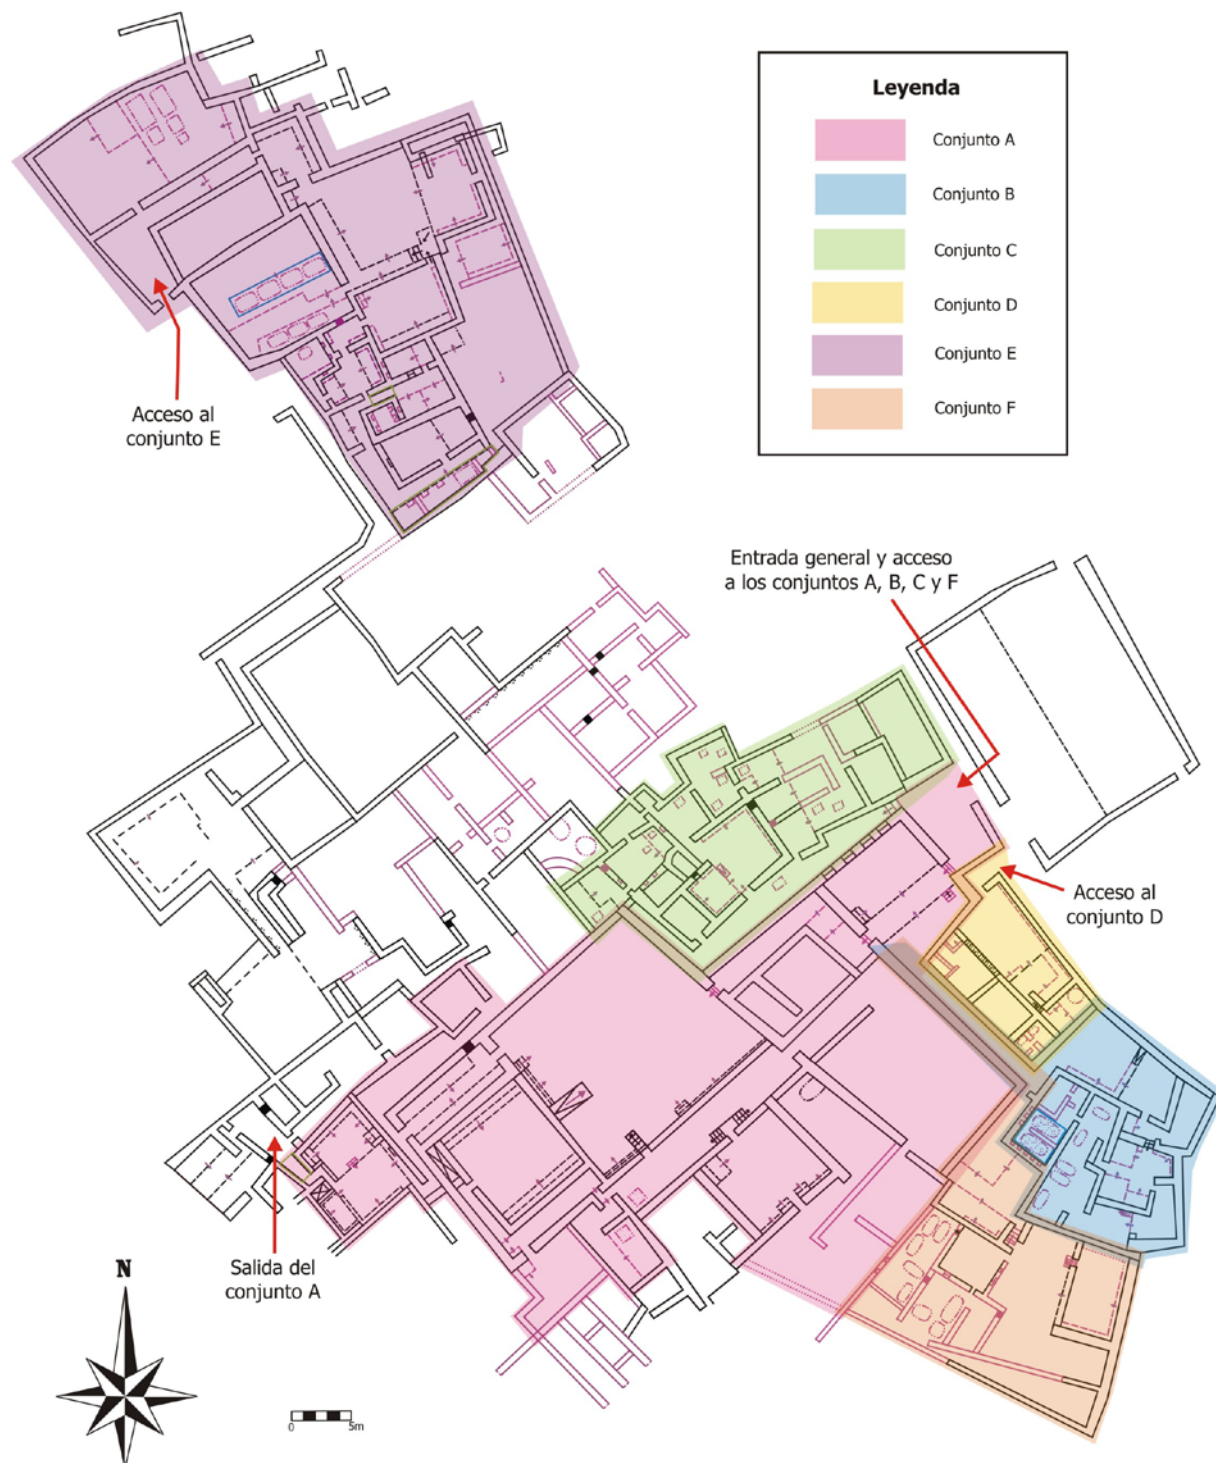 Leyenda
Conjunto A
Conjunto B
Conjunto C
Conjunto D
Conjunto E
Conjunto F
Acceso al
conjunto E
Entrada general y acceso
a los conjuntos A, B, C y F
Acceso al
conjunto D
Salida del
conjunto A
N
0 5m